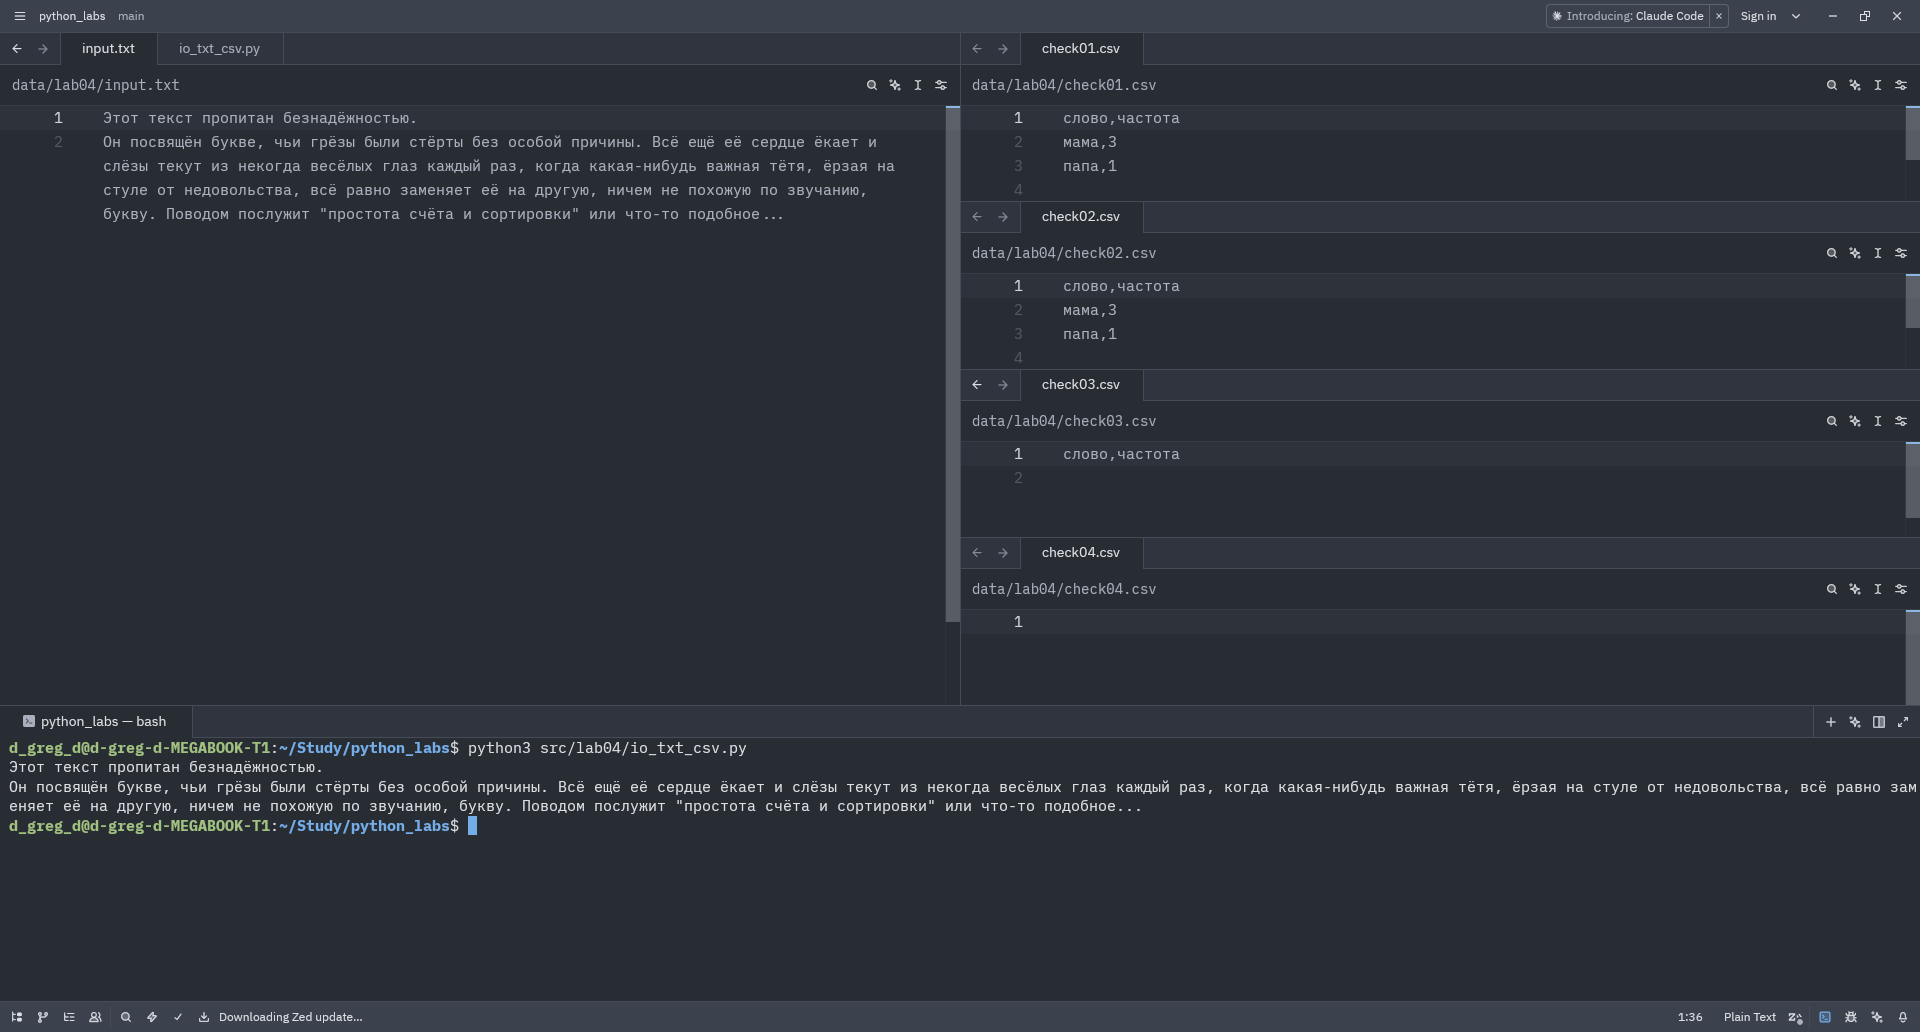 python_labs main
Introducing: Claude Code × Sign in
input.txt io_txt_csv.py
data/lab04/input.txt
1 Этот текст пропитан безнадёжностью.
2 Он посвящён букве, чьи грёзы были стёрты без особой причины. Всё ещё её сердце ёкает и
слёзы текут из некогда весёлых глаз каждый раз, когда какая-нибудь важная тётя, ёрзая на
стуле от недовольства, всё равно заменяет её на другую, ничем не похожую по звучанию,
букву. Поводом послужит "простота счёта и сортировки" или что-то подобное...
check01.csv
data/lab04/check01.csv
1 слово,частота
2 мама,3
3 папа,1
4
check02.csv
data/lab04/check02.csv
1 слово,частота
2 мама,3
3 папа,1
4
check03.csv
data/lab04/check03.csv
1 слово,частота
2
check04.csv
data/lab04/check04.csv
1
python_labs — bash
d_greg_d@d-greg-d-MEGABOOK-T1:~/Study/python_labs$ python3 src/lab04/io_txt_csv.py
Этот текст пропитан безнадёжностью.
Он посвящён букве, чьи грёзы были стёрты без особой причины. Всё ещё её сердце ёкает и слёзы текут из некогда весёлых глаз каждый раз, когда какая-нибудь важная тётя, ёрзая на стуле от недовольства, всё равно зам
еняет её на другую, ничем не похожую по звучанию, букву. Поводом послужит "простота счёта и сортировки" или что-то подобное...
d_greg_d@d-greg-d-MEGABOOK-T1:~/Study/python_labs$
Downloading Zed update… 1:36 Plain Text